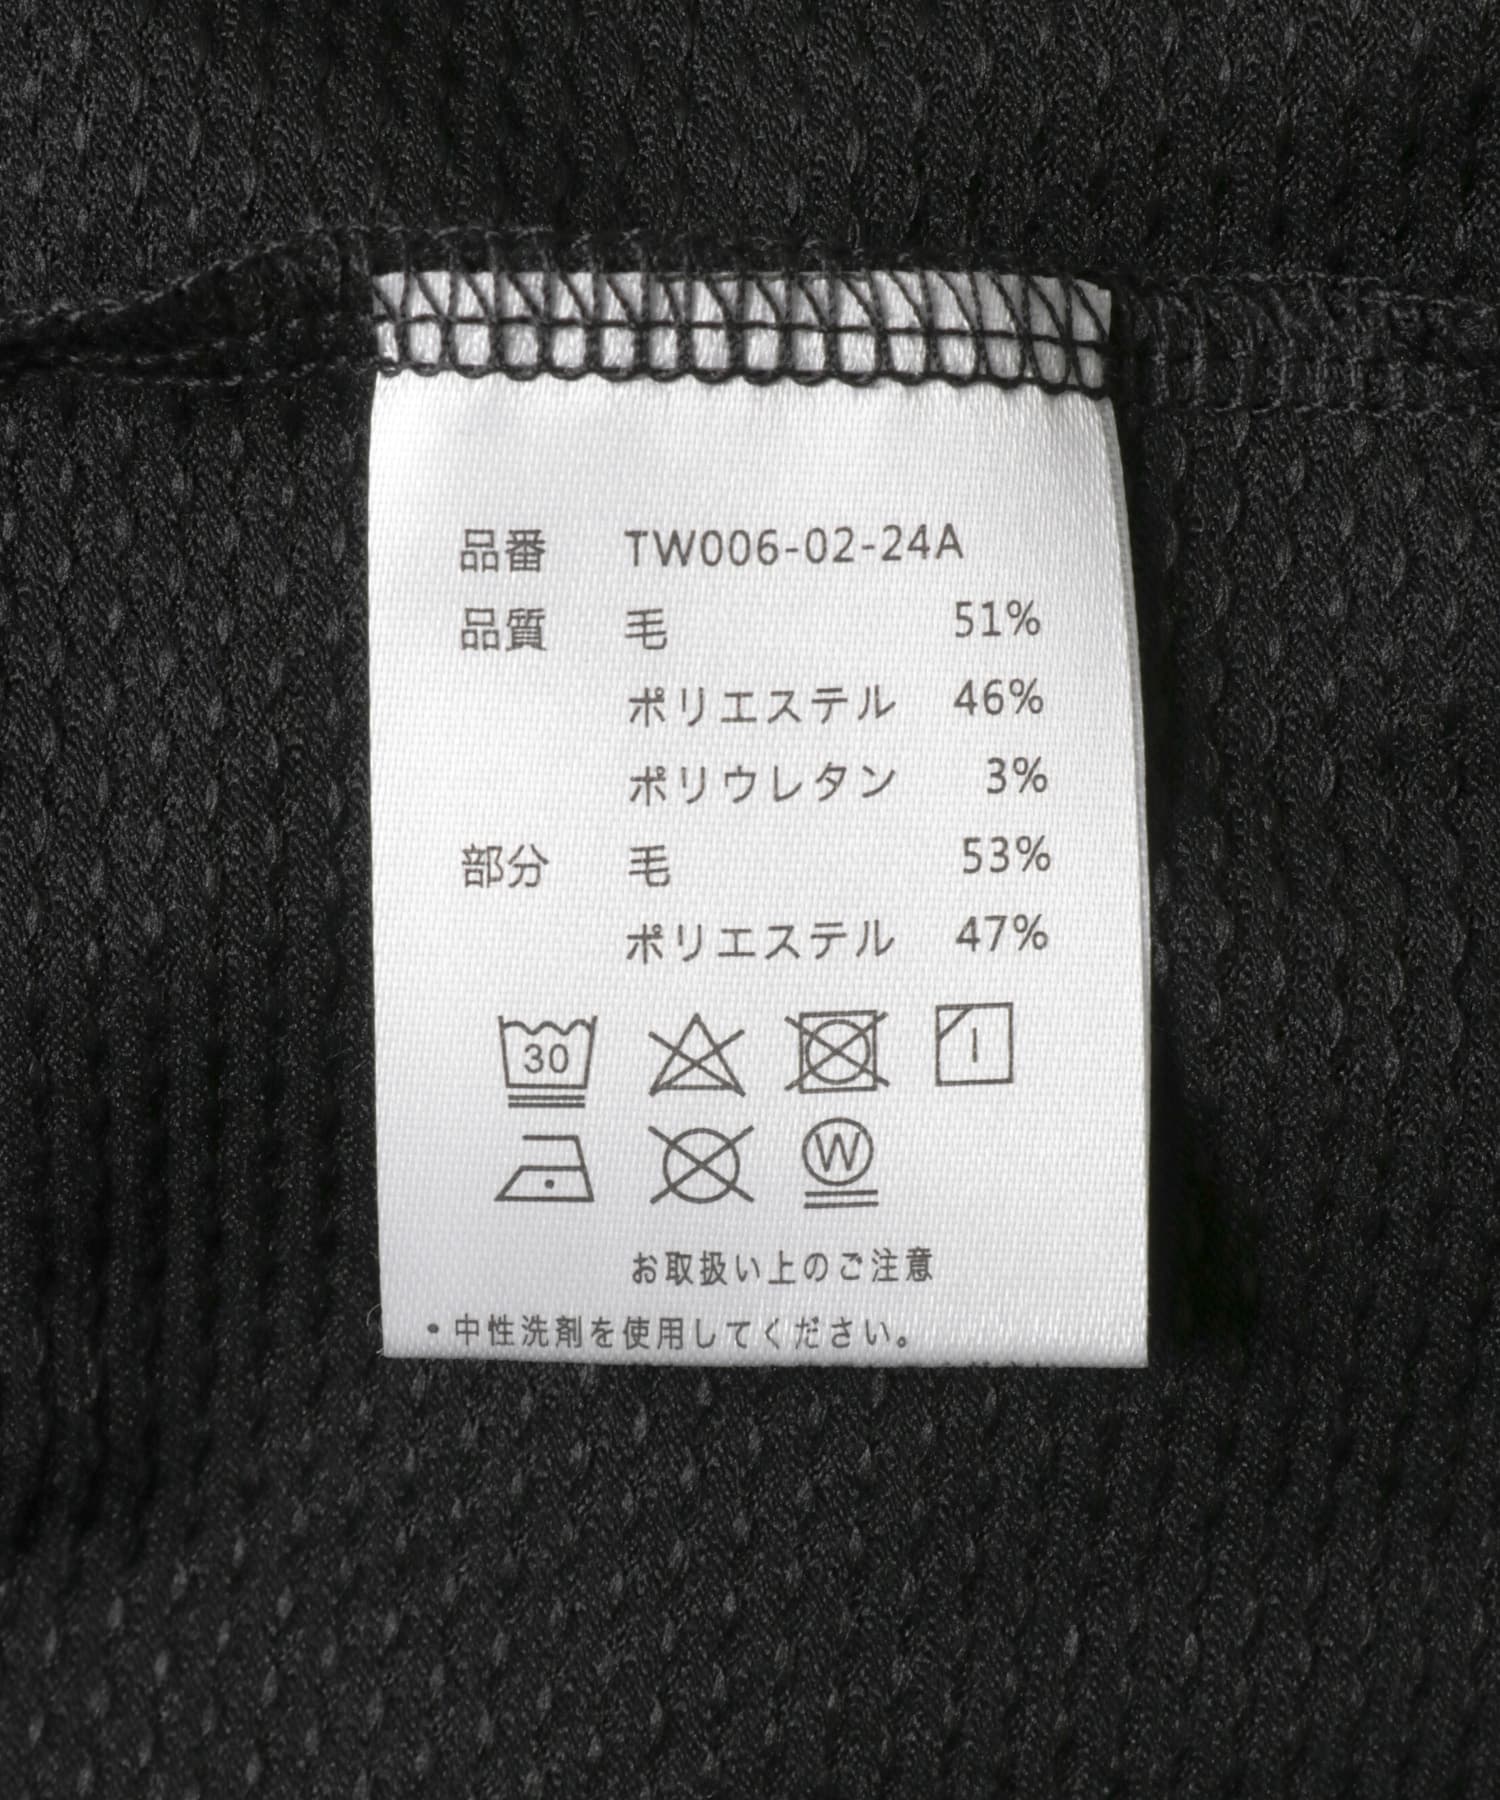 品番 TW006-02-24A
品質 毛 51%
ポリエステル 46%
ポリウレタン 3%
部分 毛 53%
ポリエステル 47%
30
W
お取扱い上のご注意
・中性洗剤を使用してください。